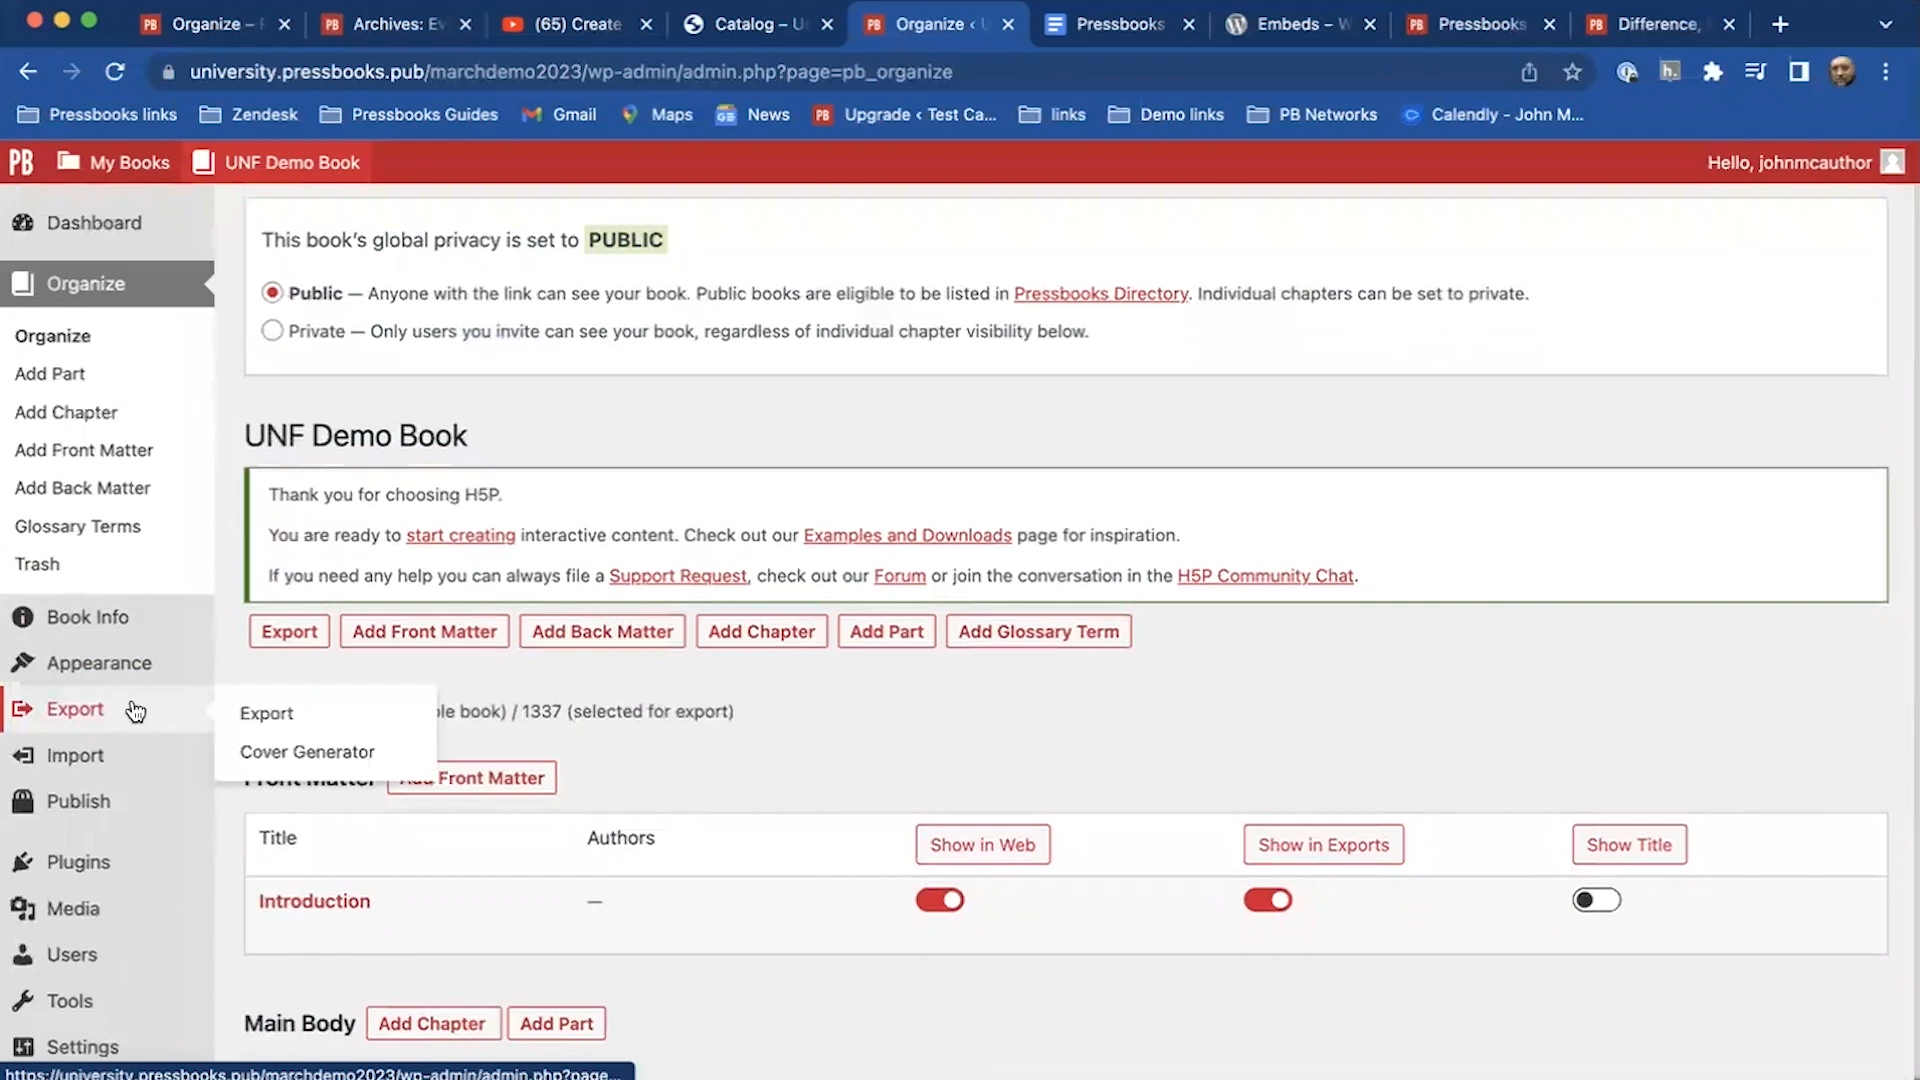 Organize – P
Archives: Ev
(65) Create
Catalog – U
Organize ‹ U
Pressbooks
Embeds – W
Pressbooks
Difference,
university.pressbooks.pub/marchdemo2023/wp-admin/admin.php?page=pb_organize
h.
Pressbooks links
Zendesk
Pressbooks Guides
Gmail
Maps
News
PB
Upgrade ‹ Test Ca...
links
Demo links
PB Networks
Calendly - John M...
PB
My Books
UNF Demo Book
Hello, johnmcauthor
Dashboard
Organize
Organize
Add Part
Add Chapter
Add Front Matter
Add Back Matter
Glossary Terms
Trash
Book Info
Appearance
Export
Import
Publish
Plugins
Media
Users
Tools
Settings
Export
Cover Generator
This book's global privacy is set to PUBLIC
Public — Anyone with the link can see your book. Public books are eligible to be listed in Pressbooks Directory. Individual chapters can be set to private.
Private — Only users you invite can see your book, regardless of individual chapter visibility below.
UNF Demo Book
Thank you for choosing H5P.
You are ready to start creating interactive content. Check out our Examples and Downloads page for inspiration.
If you need any help you can always file a Support Request, check out our Forum or join the conversation in the H5P Community Chat.
Export
Add Front Matter
Add Back Matter
Add Chapter
Add Part
Add Glossary Term
book) / 1337 (selected for export)
Front Matter
Add Front Matter
Title
Authors
Show in Web
Show in Exports
Show Title
Introduction
—
Main Body
Add Chapter
Add Part
https://university.pressbooks.pub/marchdemo2023/wp-admin/admin.php?page...